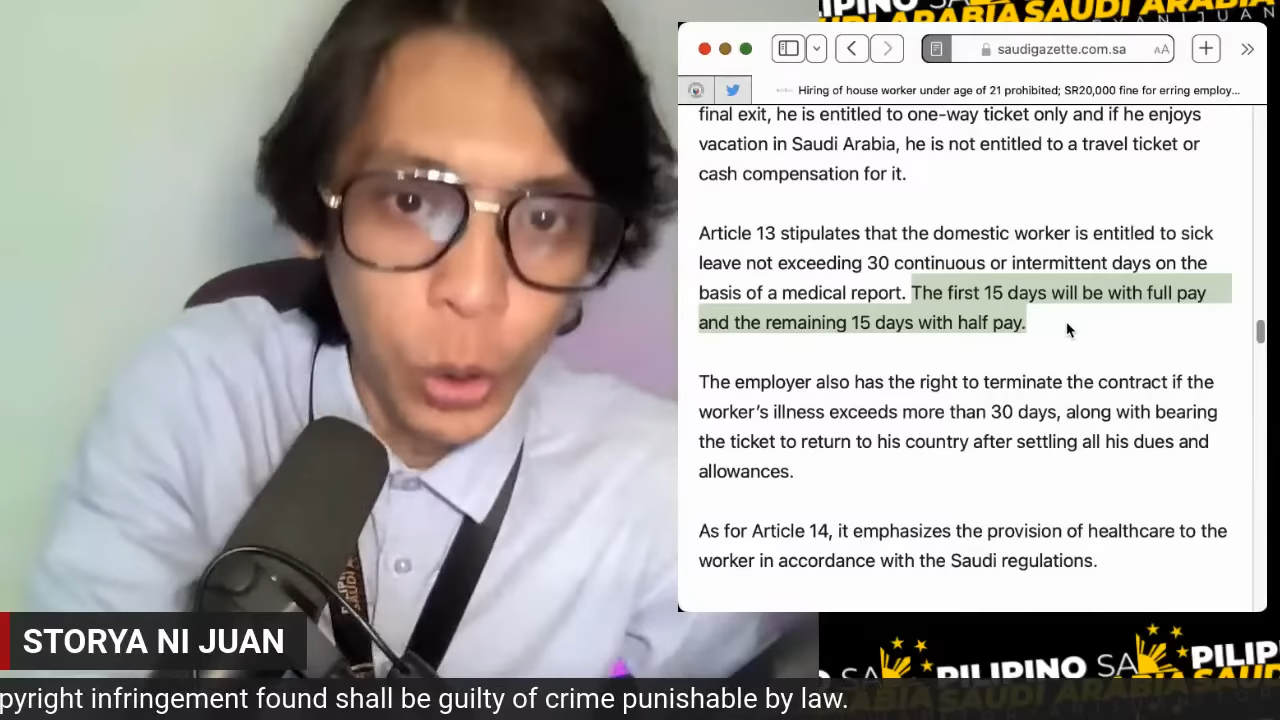 saudigazette.com.sa
AA
Hiring of house worker under age of 21 prohibited; SR20,000 fine for erring employ...
final exit, he is entitled to one-way ticket only and if he enjoys
vacation in Saudi Arabia, he is not entitled to a travel ticket or
cash compensation for it.
Article 13 stipulates that the domestic worker is entitled to sick
leave not exceeding 30 continuous or intermittent days on the
basis of a medical report. The first 15 days will be with full pay
and the remaining 15 days with half pay.
The employer also has the right to terminate the contract if the
worker's illness exceeds more than 30 days, along with bearing
the ticket to return to his country after settling all his dues and
allowances.
As for Article 14, it emphasizes the provision of healthcare to the
worker in accordance with the Saudi regulations.
STORYA NI JUAN
PILIPINO SA PILIP
ARABIA SAUDI ARABIA SAUDI
pyright infringement found shall be guilty of crime punishable by law.